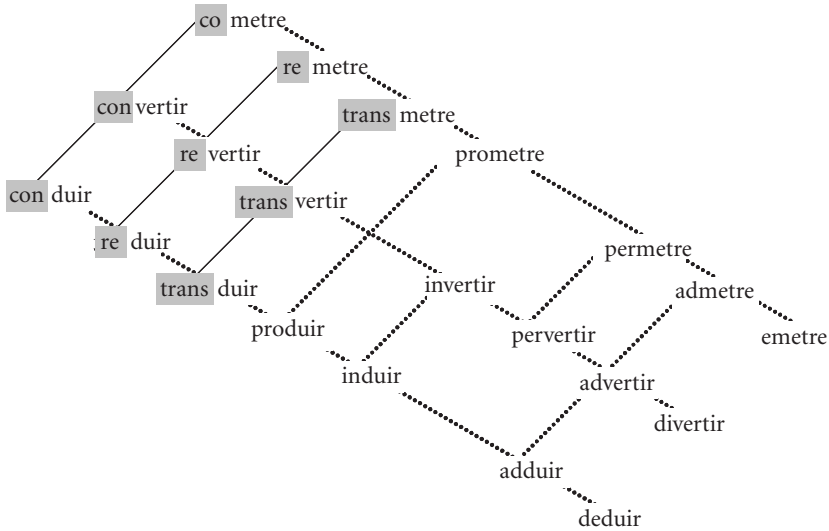 co metre
re metre
con vertir
trans metre
re vertir
prometre
con duir
trans vertir
re duir
permetre
trans duir
invertir
admetre
produir
pervertir
emetre
induir
advertir
divertir
adduir
deduir